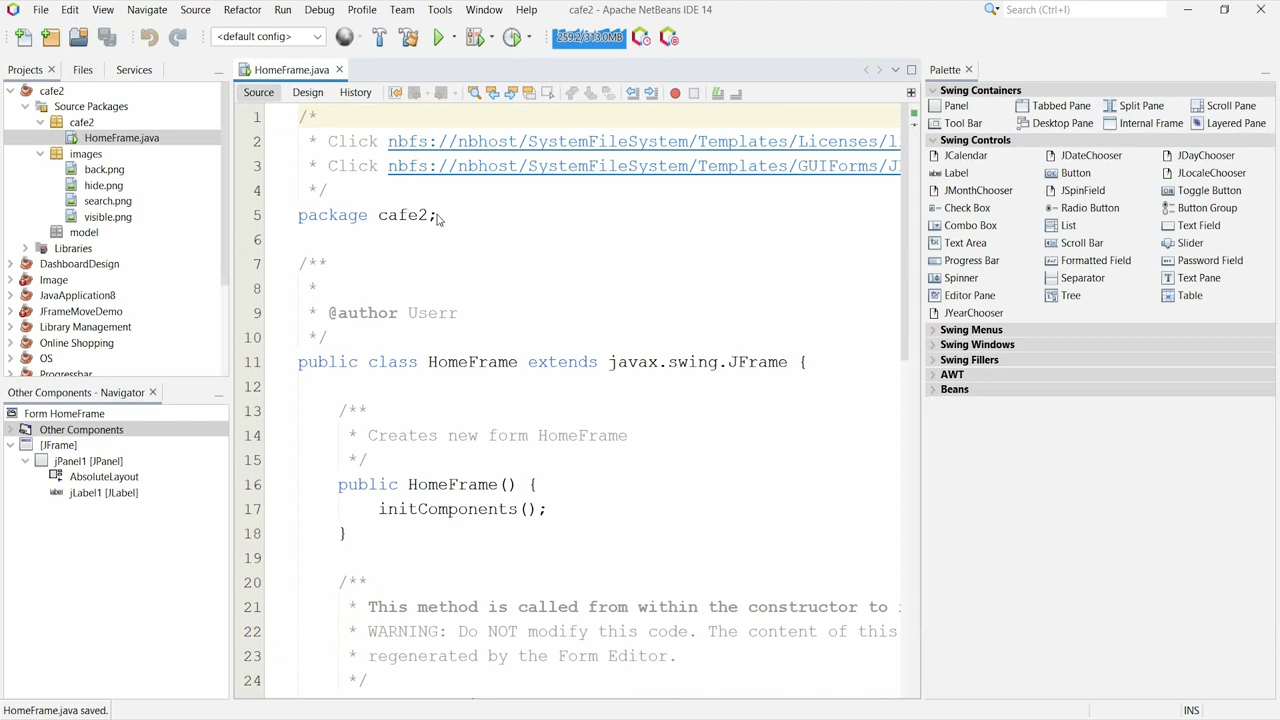 File Edit View Navigate Source Refactor Run Debug Profile Team Tools Window Help
cafe2 - Apache NetBeans IDE 14
Search (Ctrl+I)
<default config>
259.2/313.0MB
Projects
Files
Services
cafe2
Source Packages
cafe2
HomeFrame.java
images
back.png
hide.png
search.png
visible.png
model
Libraries
DashboardDesign
Image
JavaApplication8
JFrameMoveDemo
Library Management
Online Shopping
OS
Progressbar
Other Components - Navigator
Form HomeFrame
Other Components
[JFrame]
jPanel1 [JPanel]
AbsoluteLayout
jLabel1 [JLabel]
HomeFrame.java
Source Design History
1 /*
2 * Click nbfs://nbhost/SystemFileSystem/Templates/Licenses/l
3 * Click nbfs://nbhost/SystemFileSystem/Templates/GUIForms/J
4 */
5 package cafe2;
6
7 /**
8 *
9 * @author Userr
10 */
11 public class HomeFrame extends javax.swing.JFrame {
12
13 /**
14 * Creates new form HomeFrame
15 */
16 public HomeFrame() {
17 initComponents();
18 }
19
20 /**
21 * This method is called from within the constructor to
22 * WARNING: Do NOT modify this code. The content of this
23 * regenerated by the Form Editor.
24 */
Palette
Swing Containers
Panel Tabbed Pane Split Pane Scroll Pane
Tool Bar Desktop Pane Internal Frame Layered Pane
Swing Controls
JCalendar JDateChooser JDayChooser
Label Button JLocaleChooser
JMonthChooser JSpinField Toggle Button
Check Box Radio Button Button Group
Combo Box List Text Field
Text Area Scroll Bar Slider
Progress Bar Formatted Field Password Field
Spinner Separator Text Pane
Editor Pane Tree Table
JYearChooser
Swing Menus
Swing Windows
Swing Fillers
AWT
Beans
HomeFrame.java saved.
INS